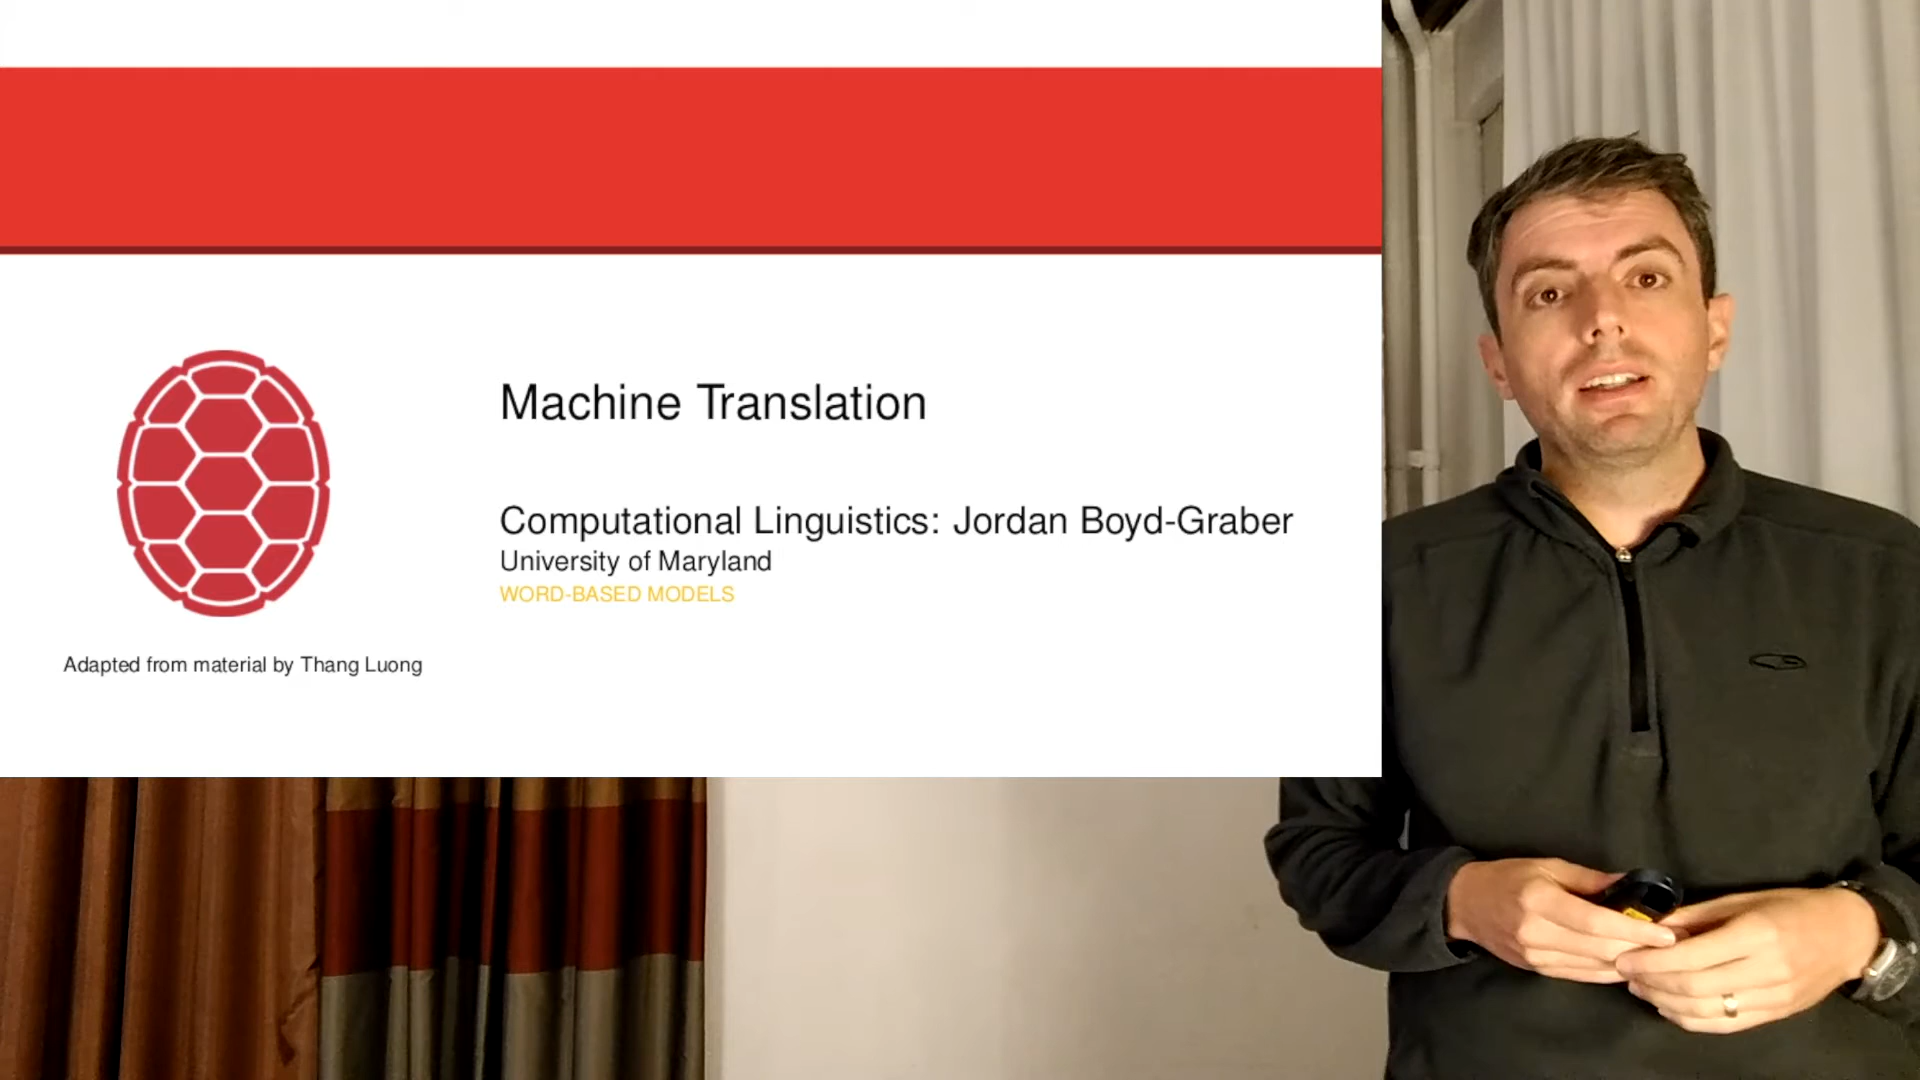 Machine Translation
Computational Linguistics: Jordan Boyd-Graber
University of Maryland
WORD-BASED MODELS
Adapted from material by Thang Luong